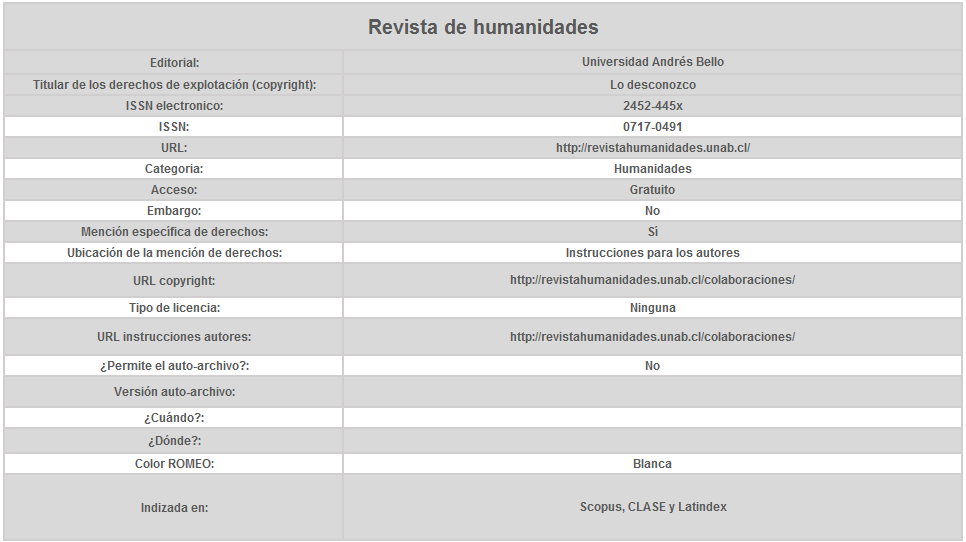 Revista de humanidades
Editorial: Universidad Andrés Bello
Titular de los derechos de explotación (copyright): Lo desconozco
ISSN electronico: 2452-445x
ISSN: 0717-0491
URL: http://revistahumanidades.unab.cl/
Categoria: Humanidades
Acceso: Gratuito
Embargo: No
Mención específica de derechos: Si
Ubicación de la mención de derechos: Instrucciones para los autores
URL copyright: http://revistahumanidades.unab.cl/colaboraciones/
Tipo de licencia: Ninguna
URL instrucciones autores: http://revistahumanidades.unab.cl/colaboraciones/
¿Permite el auto-archivo?: No
Versión auto-archivo:
¿Cuándo?:
¿Dónde?:
Color ROMEO: Blanca
Indizada en: Scopus, CLASE y Latindex